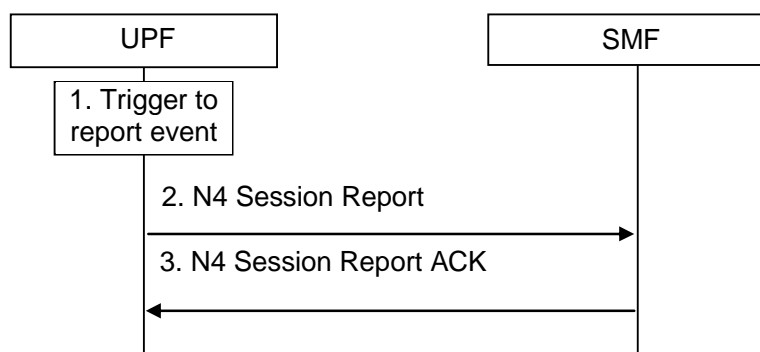 UPF
SMF
1. Trigger to
report event
2. N4 Session Report
3. N4 Session Report ACK